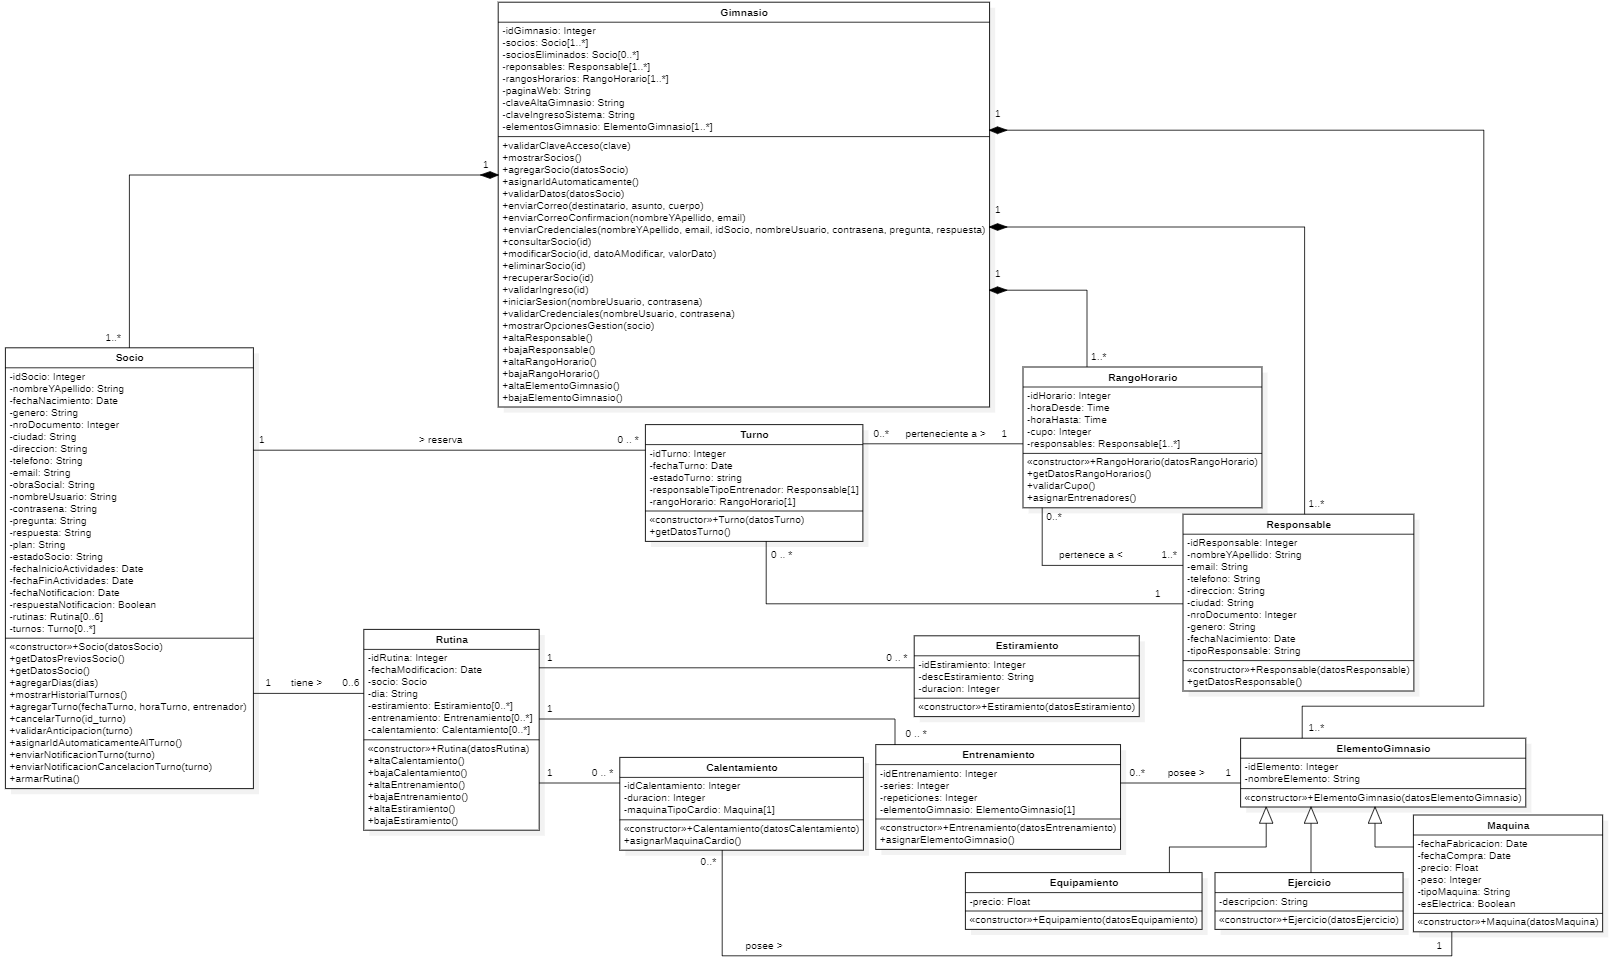 Gimnasio
-idGimnasio: Integer
-socios: Socio[1..*]
-sociosEliminados: Socio[0..*]
-reponsables: Responsable[1..*]
-rangosHorarios: RangoHorario[1..*]
-paginaWeb: String
-claveAltaGimnasio: String
-claveIngresoSistema: String
-elementosGimnasio: ElementoGimnasio[1..*]
+validarClaveAcceso(clave)
+mostrarSocios()
+agregarSocio(datosSocio)
+asignarIdAutomaticamente()
+validarDatos(datosSocio)
+enviarCorreo(destinatario, asunto, cuerpo)
+enviarCorreoConfirmacion(nombreYApellido, email)
+enviarCredenciales(nombreYApellido, email, idSocio, nombreUsuario, contrasena, pregunta, respuesta)
+consultarSocio(id)
+modificarSocio(id, datoAModificar, valorDato)
+eliminarSocio(id)
+recuperarSocio(id)
+validarIngreso(id)
+iniciarSesion(nombreUsuario, contrasena)
+validarCredenciales(nombreUsuario, contrasena)
+mostrarOpcionesGestion(socio)
+altaResponsable()
+bajaResponsable()
+altaRangoHorario()
+bajaRangoHorario()
+altaElementoGimnasio()
+bajaElementoGimnasio()
1
1..*
1
1..*
1
1..*
1
1..*
Socio
-idSocio: Integer
-nombreYApellido: String
-fechaNacimiento: Date
-genero: String
-nroDocumento: Integer
-ciudad: String
-direccion: String
-telefono: String
-email: String
-obraSocial: String
-nombreUsuario: String
-contrasena: String
-pregunta: String
-respuesta: String
-plan: String
-estadoSocio: String
-fechaInicioActividades: Date
-fechaFinActividades: Date
-fechaNotificacion: Date
-respuestaNotificacion: Boolean
-rutinas: Rutina[0..6]
-turnos: Turno[0..*]
«constructor»+Socio(datosSocio)
+getDatosPreviosSocio()
+getDatosSocio()
+agregarDias(dias)
+mostrarHistorialTurnos()
+agregarTurno(fechaTurno, horaTurno, entrenador)
+cancelarTurno(id_turno)
+validarAnticipacion(turno)
+asignarIdAutomaticamenteAlTurno()
+enviarNotificacionTurno(turno)
+enviarNotificacionCancelacionTurno(turno)
+armarRutina()
1
> reserva
0 .. *
Turno
-idTurno: Integer
-fechaTurno: Date
-estadoTurno: string
-responsableTipoEntrenador: Responsable[1]
-rangoHorario: RangoHorario[1]
«constructor»+Turno(datosTurno)
+getDatosTurno()
0..*
perteneciente a >
1
0 .. *
1
RangoHorario
-idHorario: Integer
-horaDesde: Time
-horaHasta: Time
-cupo: Integer
-responsables: Responsable[1..*]
«constructor»+RangoHorario(datosRangoHorario)
+getDatosRangoHorarios()
+validarCupo()
+asignarEntrenadores()
0..*
pertenece a <
1..*
Responsable
-idResponsable: Integer
-nombreYApellido: String
-email: String
-telefono: String
-direccion: String
-ciudad: String
-nroDocumento: Integer
-genero: String
-fechaNacimiento: Date
-tipoResponsable: String
«constructor»+Responsable(datosResponsable)
+getDatosResponsable()
1
tiene >
0..6
Rutina
-idRutina: Integer
-fechaModificacion: Date
-socio: Socio
-dia: String
-estiramiento: Estiramiento[0..*]
-entrenamiento: Entrenamiento[0..*]
-calentamiento: Calentamiento[0..*]
«constructor»+Rutina(datosRutina)
+altaCalentamiento()
+bajaCalentamiento()
+altaEntrenamiento()
+bajaEntrenamiento()
+altaEstiramiento()
+bajaEstiramiento()
1
0 .. *
1
0 .. *
1
0 .. *
Estiramiento
-idEstiramiento: Integer
-descEstiramiento: String
-duracion: Integer
«constructor»+Estiramiento(datosEstiramiento)
Calentamiento
-idCalentamiento: Integer
-duracion: Integer
-maquinaTipoCardio: Maquina[1]
«constructor»+Calentamiento(datosCalentamiento)
+asignarMaquinaCardio()
0..*
posee >
1
Entrenamiento
-idEntrenamiento: Integer
-series: Integer
-repeticiones: Integer
-elementoGimnasio: ElementoGimnasio[1]
«constructor»+Entrenamiento(datosEntrenamiento)
+asignarElementoGimnasio()
0..*
posee >
1
ElementoGimnasio
-idElemento: Integer
-nombreElemento: String
«constructor»+ElementoGimnasio(datosElementoGimnasio)
Equipamiento
-precio: Float
«constructor»+Equipamiento(datosEquipamiento)
Ejercicio
-descripcion: String
«constructor»+Ejercicio(datosEjercicio)
Maquina
-fechaFabricacion: Date
-fechaCompra: Date
-precio: Float
-peso: Integer
-tipoMaquina: String
-esElectrica: Boolean
«constructor»+Maquina(datosMaquina)